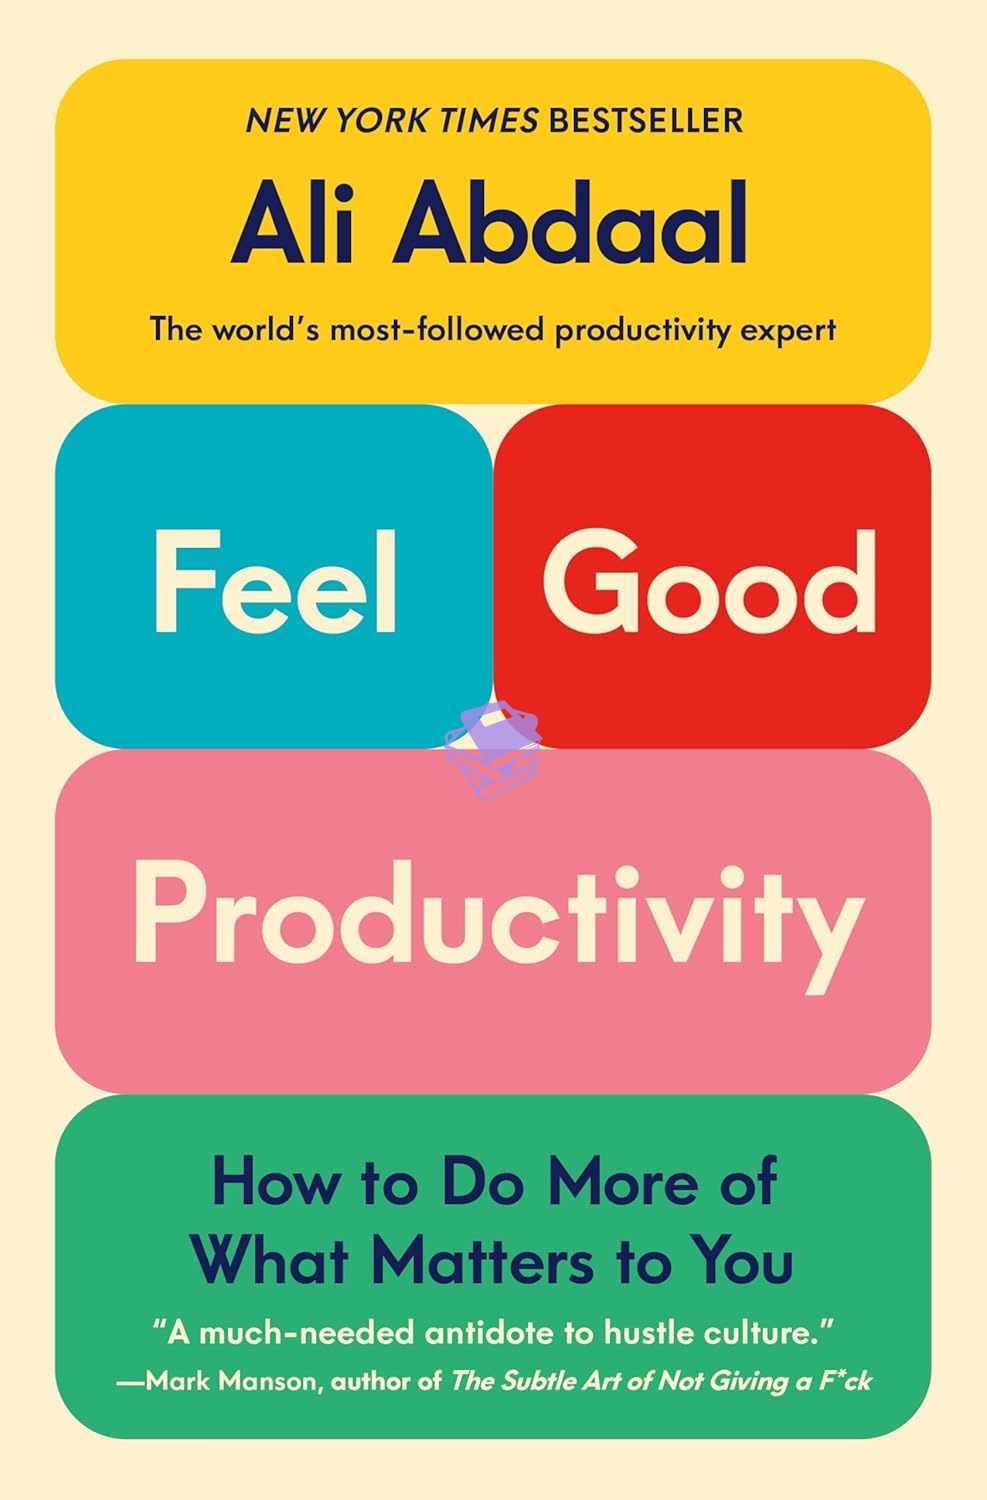 NEW YORK TIMES BESTSELLER
Ali Abdaal
The world’s most-followed productivity expert
Feel Good
Productivity
How to Do More of
What Matters to You
“A much-needed antidote to hustle culture.”
—Mark Manson, author of The Subtle Art of Not Giving a F*ck